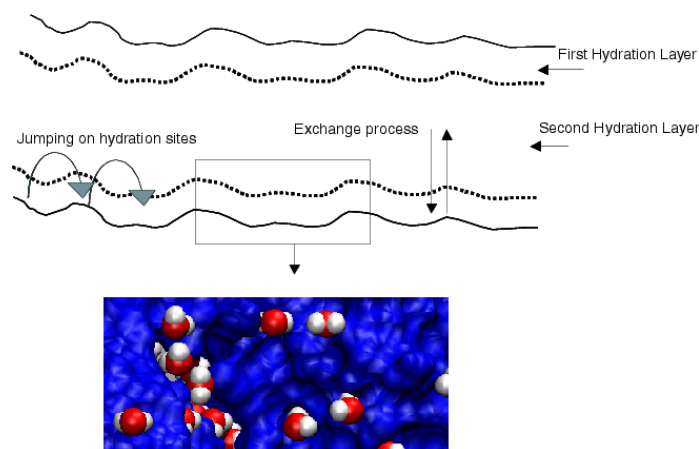 First Hydration Layer
Exchange process
Second Hydration Layer
Jumping on hydration sites